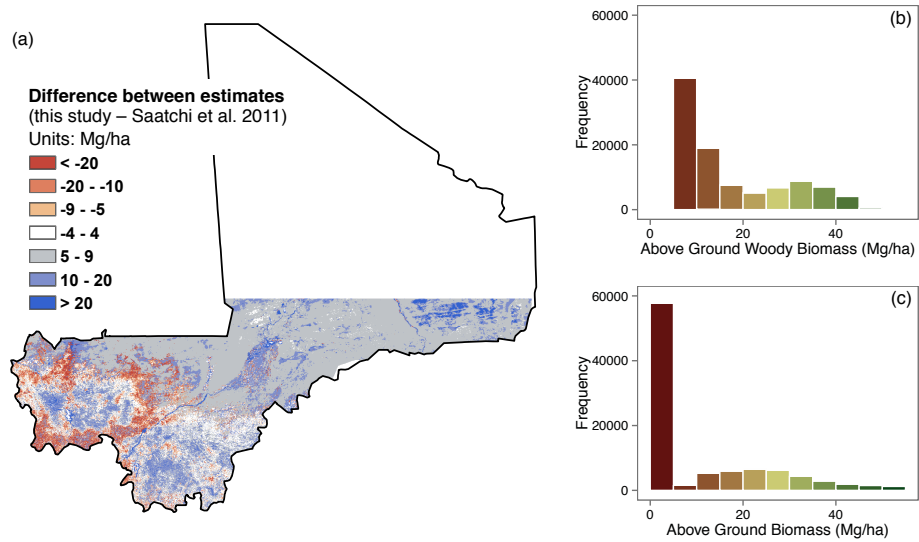 (a)
Difference between estimates
(this study – Saatchi et al. 2011)
Units: Mg/ha
< -20
-20 - -10
-9 - -5
-4 - 4
5 - 9
10 - 20
> 20
(b)
60000
40000
20000
0
Frequency
0 20 40
Above Ground Woody Biomass (Mg/ha)
(c)
60000
40000
20000
0
Frequency
0 20 40
Above Ground Biomass (Mg/ha)